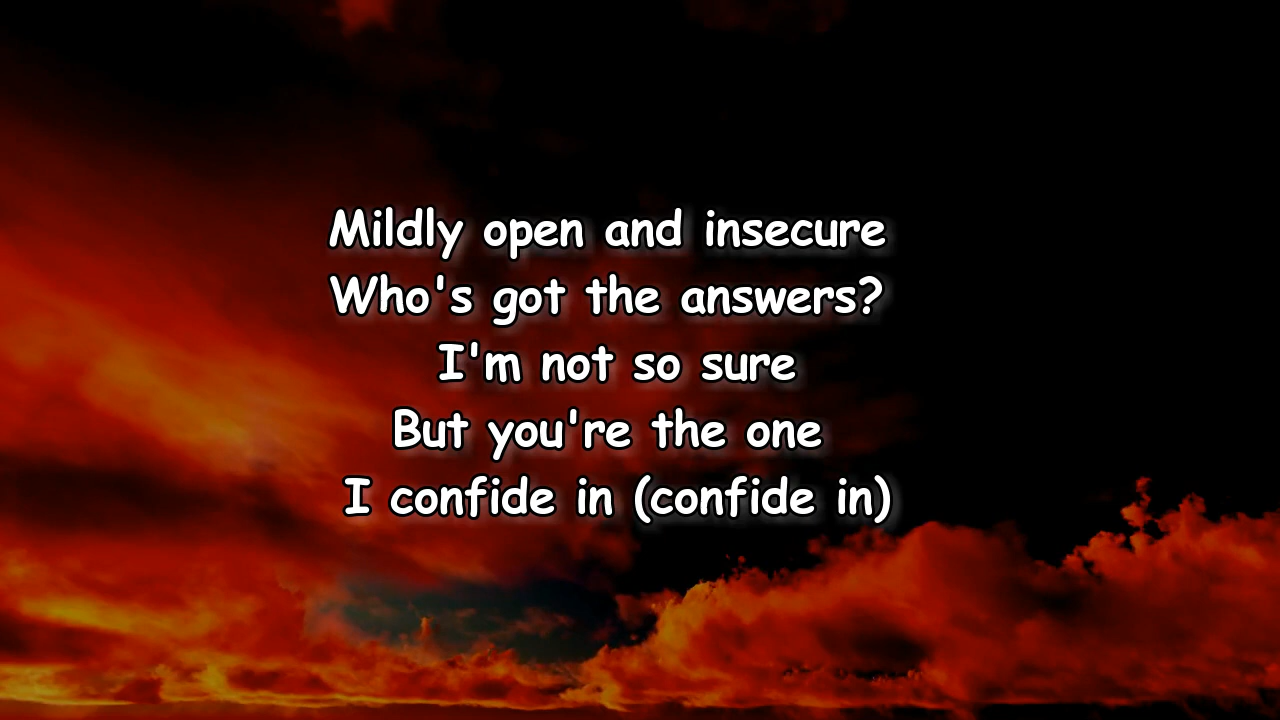 Mildly open and insecure
Who's got the answers?
I'm not so sure
But you're the one
I confide in (confide in)